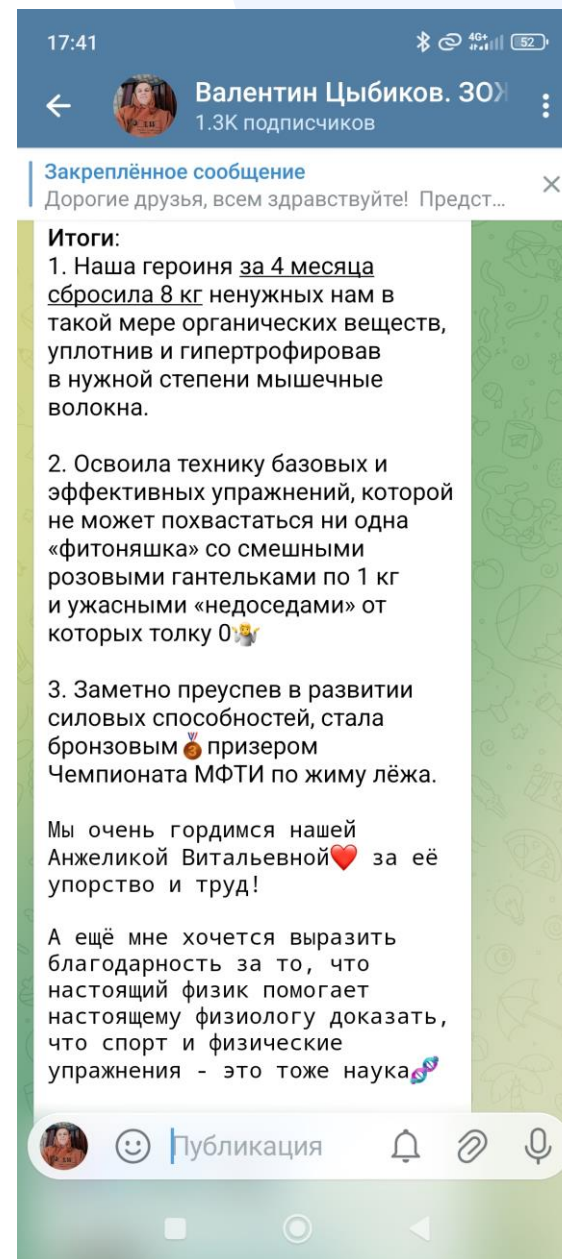 17:41
4G+
52
Валентин Цыбиков. ЗОЖ
1.3K подписчиков
Закреплённое сообщение
Дорогие друзья, всем здравствуйте! Предст...
Итоги:
1. Наша героиня за 4 месяца
сбросила 8 кг ненужных нам в
такой мере органических веществ,
уплотнив и гипертрофировав
в нужной степени мышечные
волокна.
2. Освоила технику базовых и
эффективных упражнений, которой
не может похвастаться ни одна
«фитоняшка» со смешными
розовыми гантельками по 1 кг
и ужасными «недоседами» от
которых толку 0🤷‍♂️
3. Заметно преуспев в развитии
силовых способностей, стала
бронзовым🥉призером
Чемпионата МФТИ по жиму лёжа.
Мы очень гордимся нашей
Анжеликой Витальевной❤️ за её
упорство и труд!
А ещё мне хочется выразить
благодарность за то, что
настоящий физик помогает
настоящему физиологу доказать,
что спорт и физические
упражнения - это тоже наука🧬
Публикация